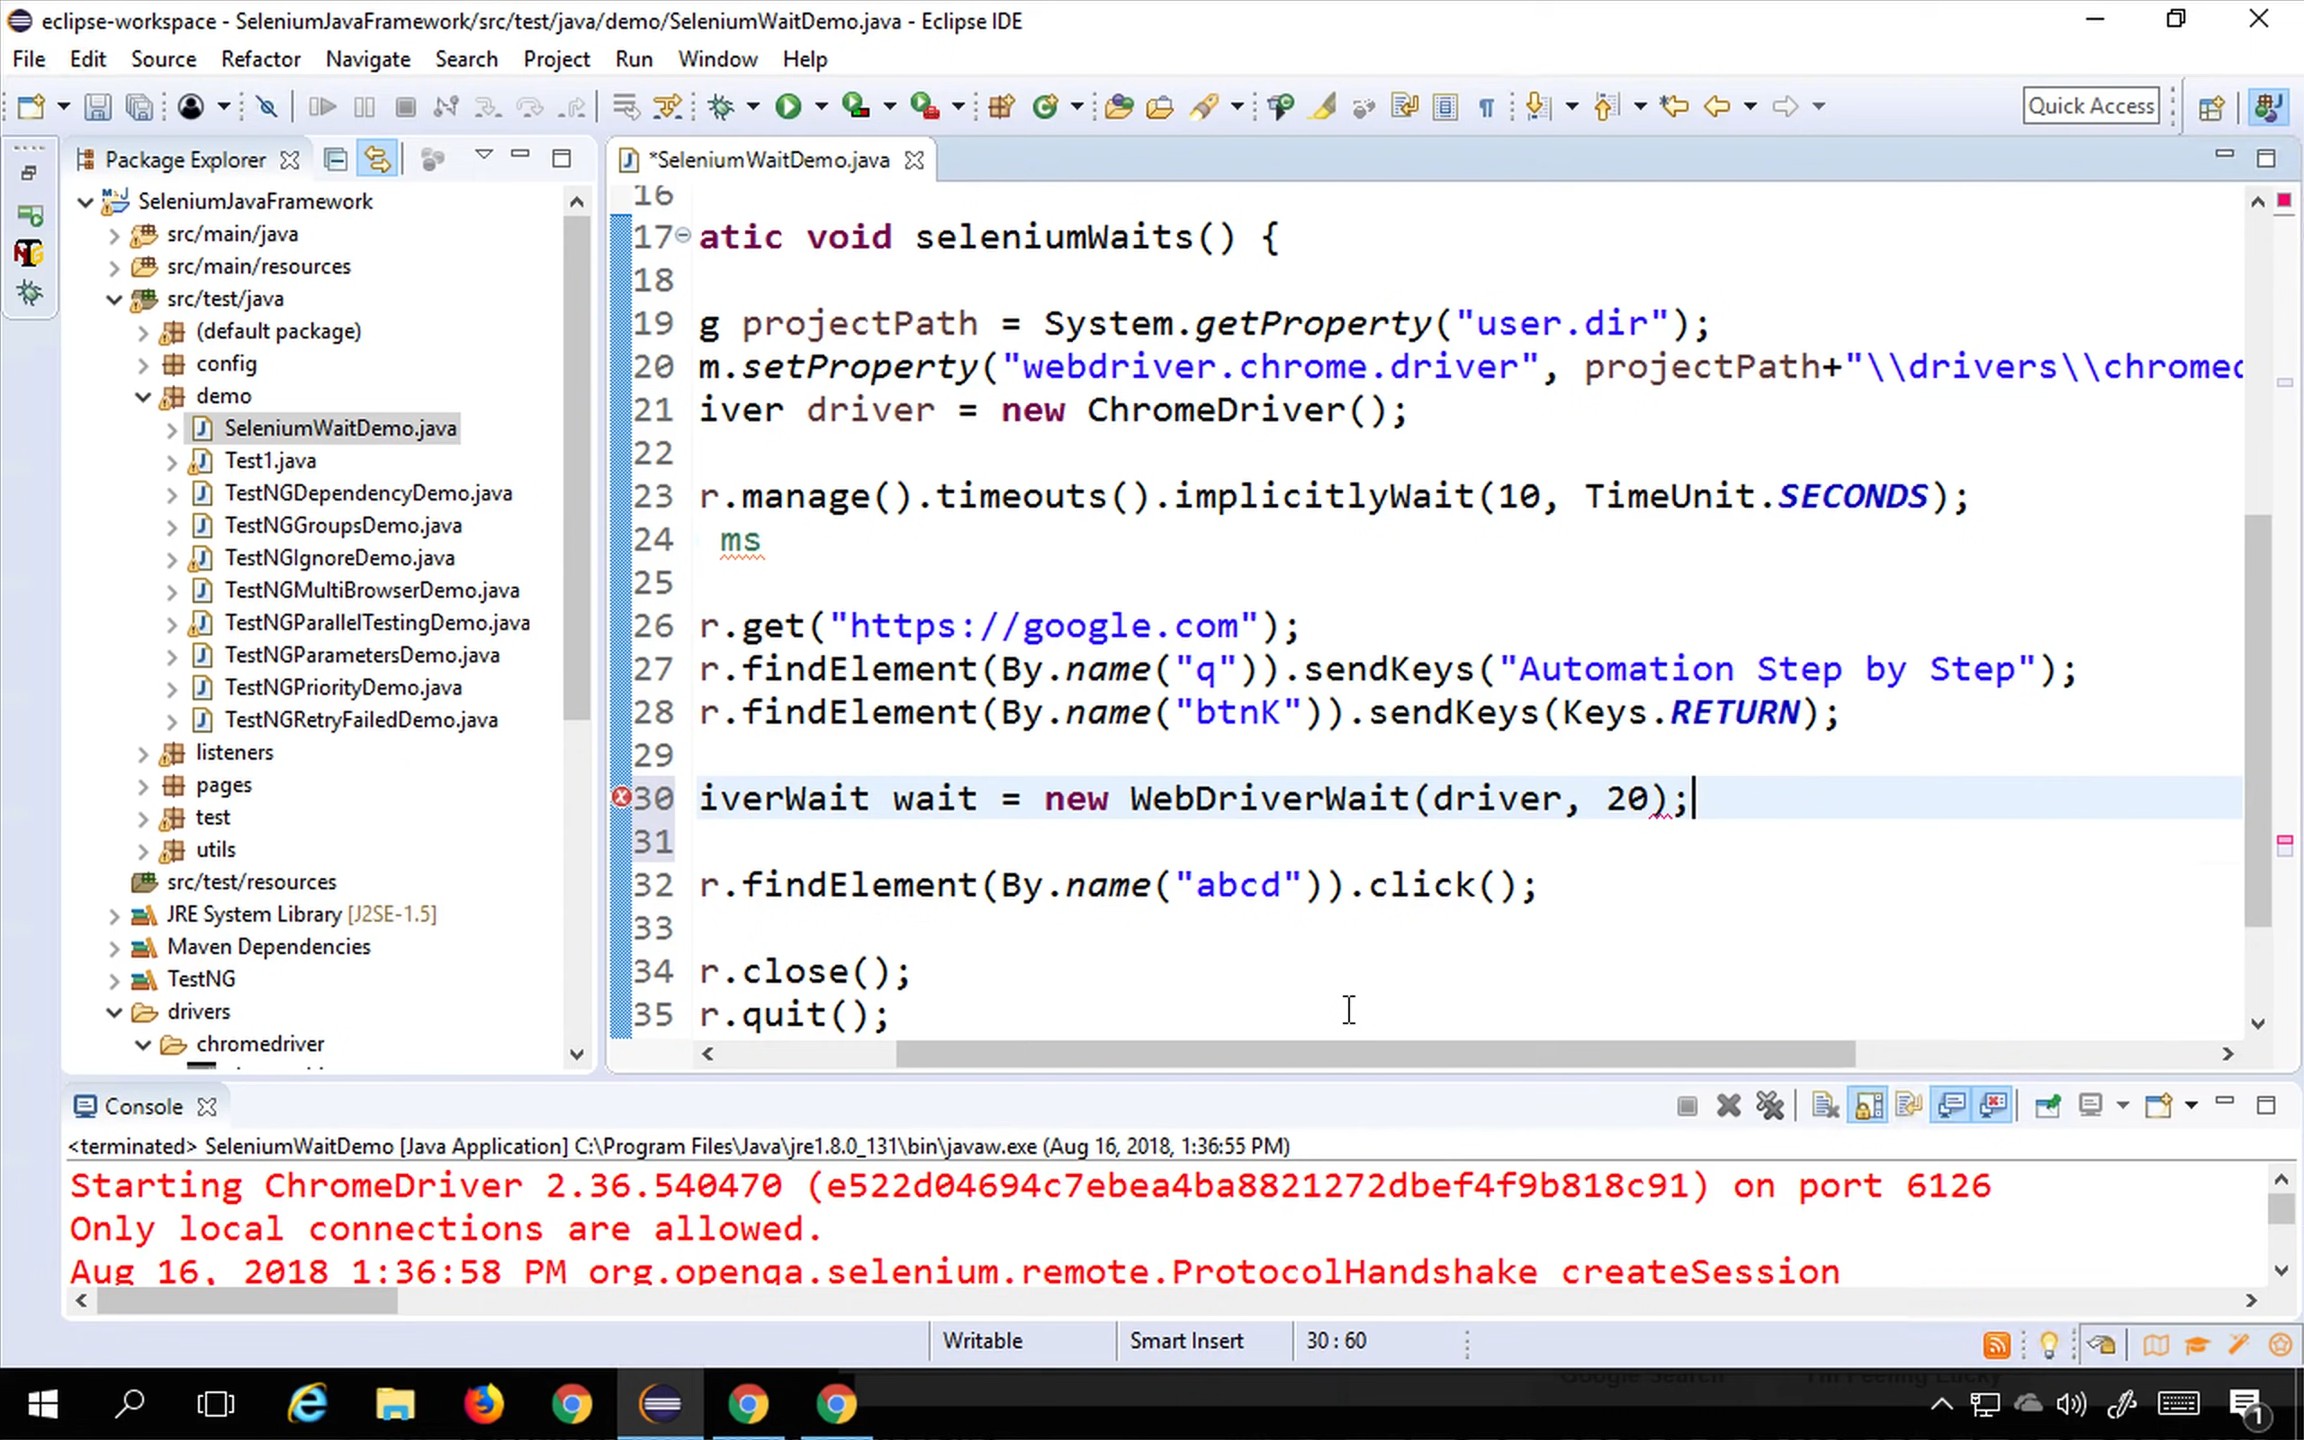 eclipse-workspace - SeleniumJavaFramework/src/test/java/demo/SeleniumWaitDemo.java - Eclipse IDE
File Edit Source Refactor Navigate Search Project Run Window Help
Quick Access
Package Explorer
SeleniumJavaFramework
src/main/java
src/main/resources
src/test/java
(default package)
config
demo
SeleniumWaitDemo.java
Test1.java
TestNGDependencyDemo.java
TestNGGroupsDemo.java
TestNGIgnoreDemo.java
TestNGMultiBrowserDemo.java
TestNGParallelTestingDemo.java
TestNGParametersDemo.java
TestNGPriorityDemo.java
TestNGRetryFailedDemo.java
listeners
pages
test
utils
src/test/resources
JRE System Library [J2SE-1.5]
Maven Dependencies
TestNG
drivers
chromedriver
*SeleniumWaitDemo.java
16
17 atic void seleniumWaits() {
18
19 g projectPath = System.getProperty("user.dir");
20 m.setProperty("webdriver.chrome.driver", projectPath+"\\drivers\\chromed
21 iver driver = new ChromeDriver();
22
23 r.manage().timeouts().implicitlyWait(10, TimeUnit.SECONDS);
24 ms
25
26 r.get("https://google.com");
27 r.findElement(By.name("q")).sendKeys("Automation Step by Step");
28 r.findElement(By.name("btnK")).sendKeys(Keys.RETURN);
29
30 iverWait wait = new WebDriverWait(driver, 20);
31
32 r.findElement(By.name("abcd")).click();
33
34 r.close();
35 r.quit();
Console
<terminated> SeleniumWaitDemo [Java Application] C:\Program Files\Java\jre1.8.0_131\bin\javaw.exe (Aug 16, 2018, 1:36:55 PM)
Starting ChromeDriver 2.36.540470 (e522d04694c7ebea4ba8821272dbef4f9b818c91) on port 6126
Only local connections are allowed.
Aug 16, 2018 1:36:58 PM org.openqa.selenium.remote.ProtocolHandshake createSession
Writable Smart Insert 30 : 60
1